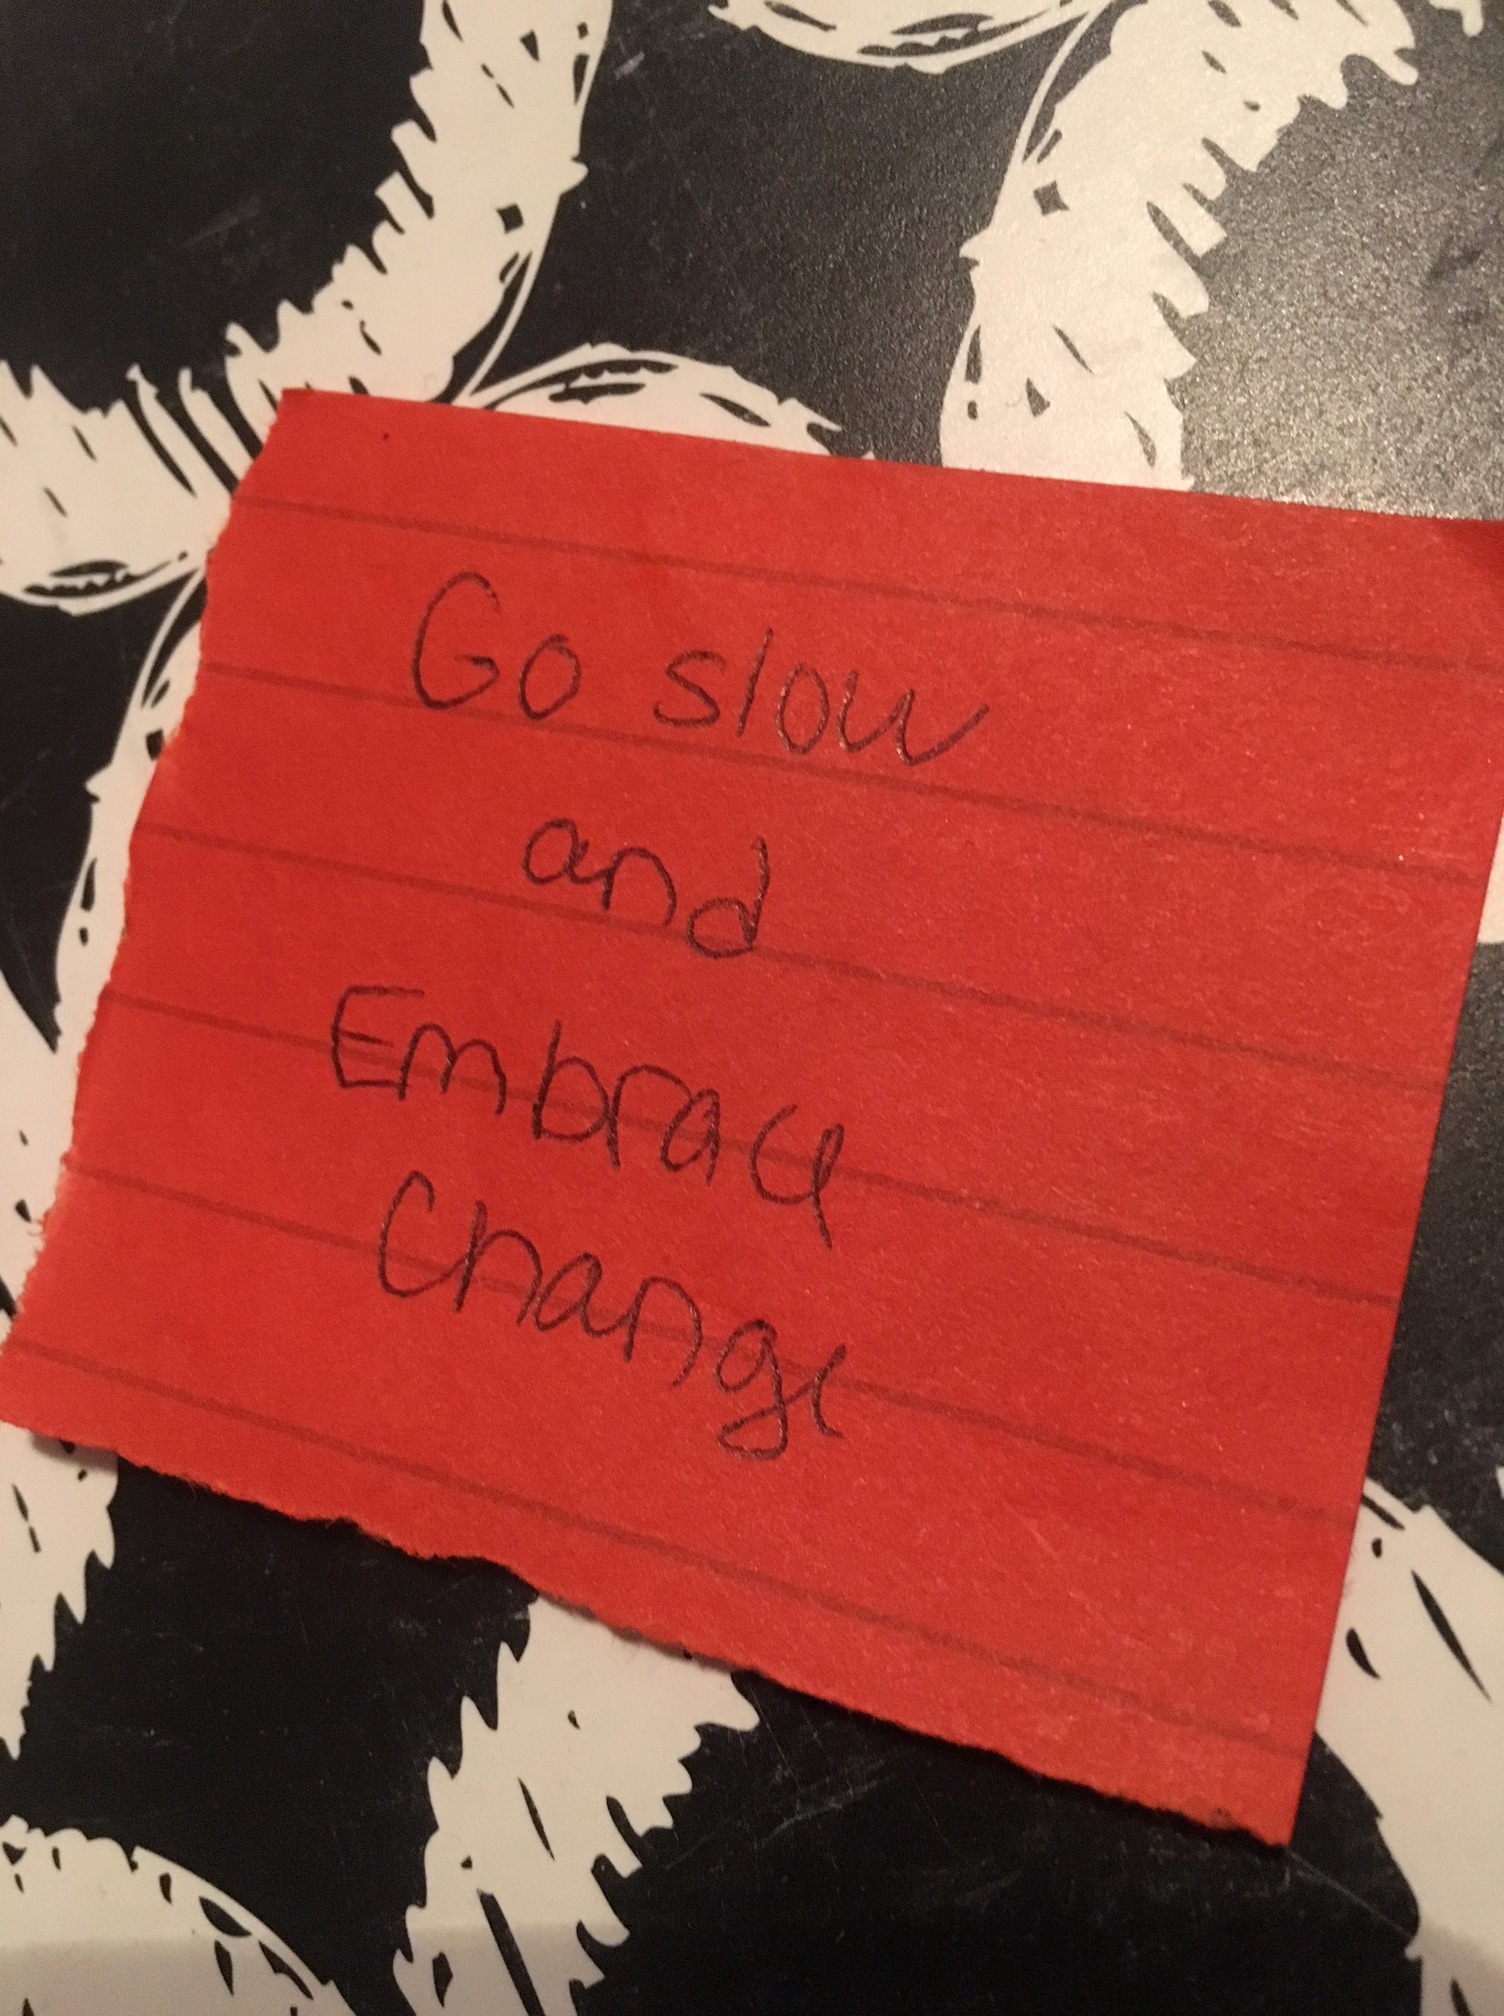 Go slow
and
Embrace
Change